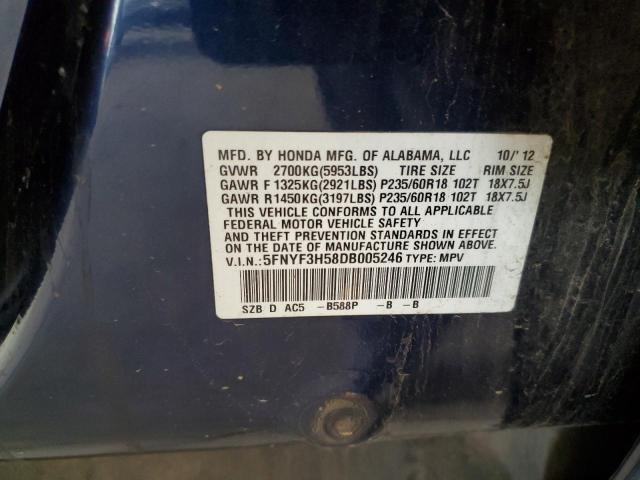 MFD. BY HONDA MFG. OF ALABAMA, LLC 10/'12
GVWR 2700KG(5953LBS) TIRE SIZE RIM SIZE
GAWR F 1325KG(2921LBS) P235/60R18 102T 18X7.5J
GAWR R1450KG(3197LBS) P235/60R18 102T 18X7.5J
THIS VEHICLE CONFORMS TO ALL APPLICABLE
FEDERAL MOTOR VEHICLE SAFETY
AND THEFT PREVENTION STANDARDS IN EFFECT
ON THE DATE OF MANUFACTURE SHOWN ABOVE.
V.I.N.:5FNYF3H58DB005246 TYPE: MPV
SZB D AC5 -B588P -B -B